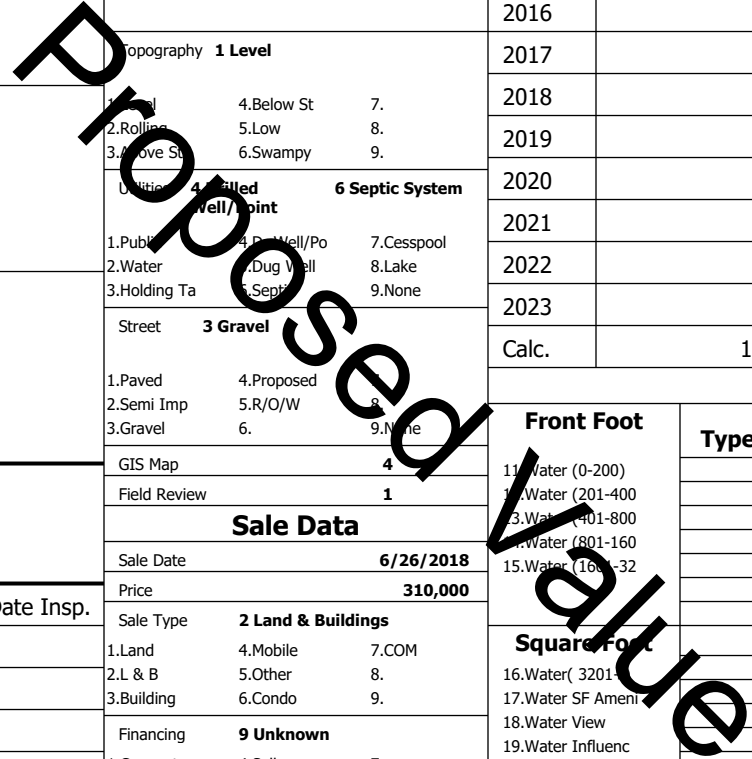 Topography 1 Level
4.Below St 7.
2.Rolling 5.Low 8.
3.Above St 6.Swampy 9.
Utilities 4 Drilled Well/Point 6 Septic System
1.Publ 4.Dr Well/Po 7.Cesspool
2.Water 5.Dug Well 8.Lake
3.Holding Ta 6.Septic 9.None
Street 3 Gravel
1.Paved 4.Proposed
2.Semi Imp 5.R/O/W 8.
3.Gravel 6. 9.None
GIS Map 4
Field Review 1
Sale Data
Sale Date 6/26/2018
Price 310,000
Sale Type 2 Land & Buildings
1.Land 4.Mobile 7.COM
2.L & B 5.Other 8.
3.Building 6.Condo 9.
Financing 9 Unknown
Date Insp.
2016
2017
2018
2019
2020
2021
2022
2023
Calc. 1
Front Foot
Type
11.Water (0-200)
12.Water (201-400
13.Water (401-800
14.Water (801-160
15.Water (1601-32
Square Foot
16.Water( 3201-
17.Water SF Ameni
18.Water View
19.Water Influenc
Proposed Value